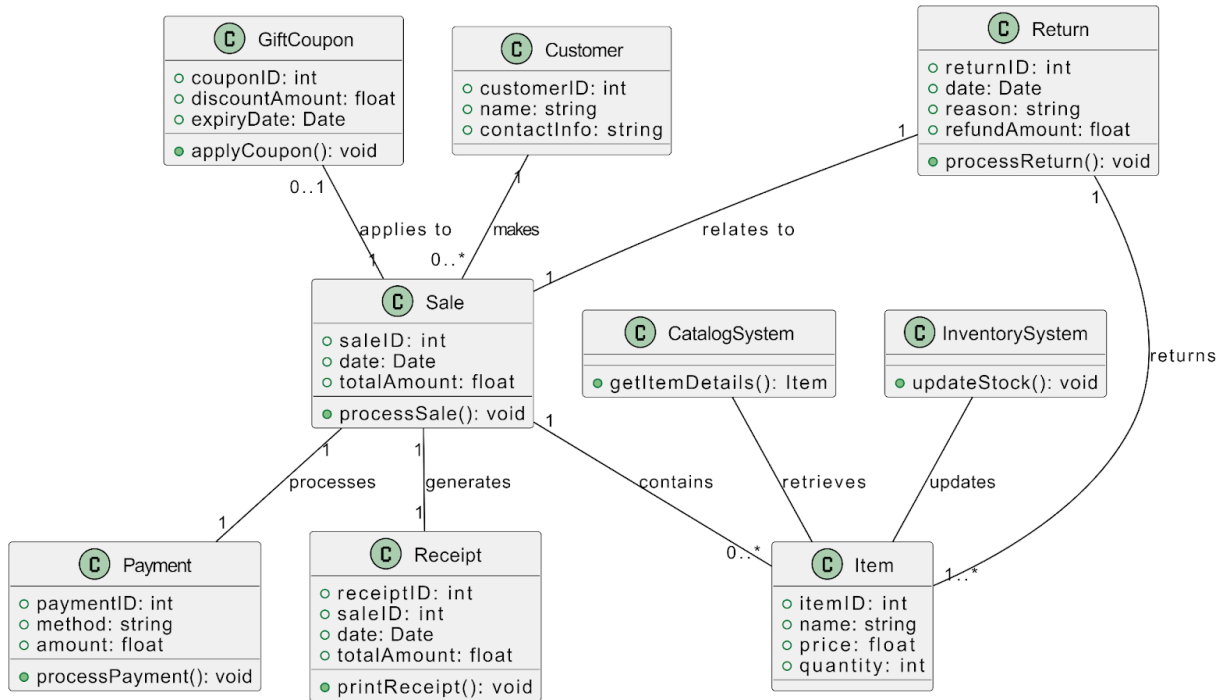 C GiftCoupon
couponID: int
discountAmount: float
expiryDate: Date
applyCoupon(): void
C Customer
customerID: int
name: string
contactInfo: string
C Return
returnID: int
date: Date
reason: string
refundAmount: float
processReturn(): void
0..1
applies to
1
1
makes
0..*
1
relates to
1
1
returns
1..*
C Sale
saleID: int
date: Date
totalAmount: float
processSale(): void
C CatalogSystem
getItemDetails(): Item
C InventorySystem
updateStock(): void
1
processes
1
1
generates
1
1
contains
0..*
retrieves
updates
C Payment
paymentID: int
method: string
amount: float
processPayment(): void
C Receipt
receiptID: int
saleID: int
date: Date
totalAmount: float
printReceipt(): void
C Item
itemID: int
name: string
price: float
quantity: int